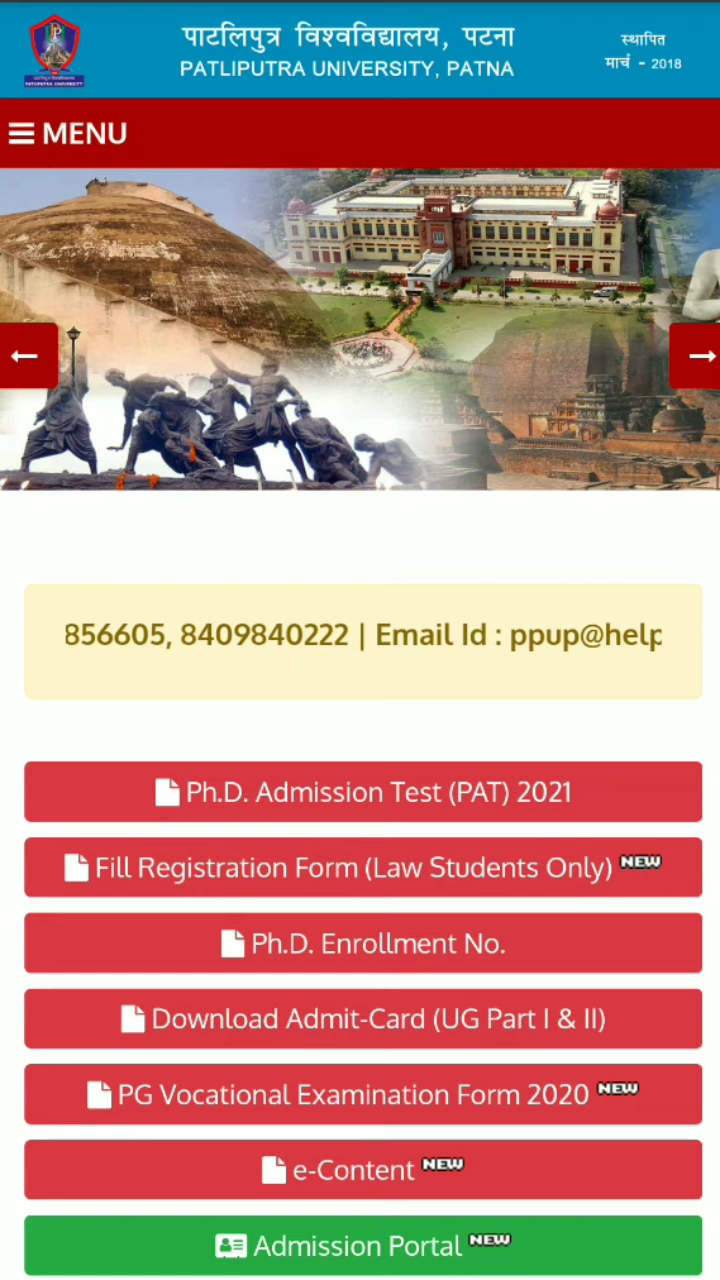 पाटलिपुत्र विश्वविद्यालय, पटना
PATLIPUTRA UNIVERSITY, PATNA
स्थापित
मार्च - 2018
MENU
856605, 8409840222 | Email Id : ppup@help
Ph.D. Admission Test (PAT) 2021
Fill Registration Form (Law Students Only) NEW
Ph.D. Enrollment No.
Download Admit-Card (UG Part I & II)
PG Vocational Examination Form 2020 NEW
e-Content NEW
Admission Portal NEW